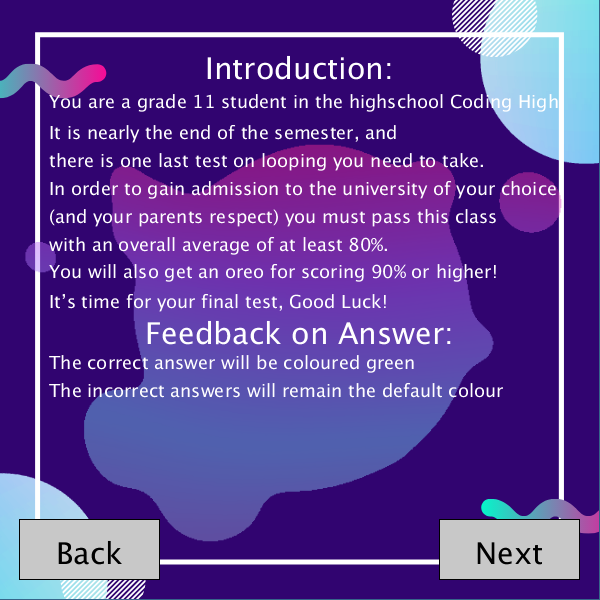 Introduction:
You are a grade 11 student in the highschool Coding High
It is nearly the end of the semester, and
there is one last test on looping you need to take.
In order to gain admission to the university of your choice
(and your parents respect) you must pass this class
with an overall average of at least 80%.
You will also get an oreo for scoring 90% or higher!
It’s time for your final test, Good Luck!
Feedback on Answer:
The correct answer will be coloured green
The incorrect answers will remain the default colour
Back
Next